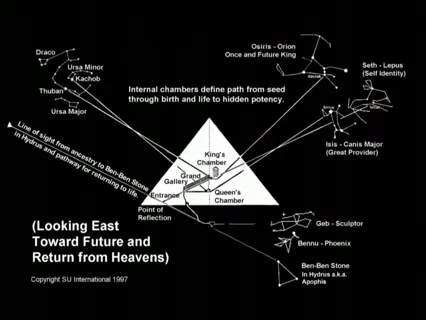 Draco
Ursa Minor
Kachob
Thuban
Ursa Major
Osiris - Orion
Once and Future King
Seth - Lepus
(Self Identity)
Internal chambers define path from seed
through birth and life to hidden potency.
Isis - Canis Major
(Great Provider)
Line of sight from ancestry to Ben-Ben Stone
in Hydrus and pathway for returning to life.
King's
Chamber
Grand
Gallery
Queen's
Chamber
Entrance
Point of
Reflection
(Looking East
Toward Future and
Return from Heavens)
Copyright SU International 1997
Geb - Sculptor
Bennu - Phoenix
Ben-Ben Stone
In Hydrus a.k.a.
Apophis